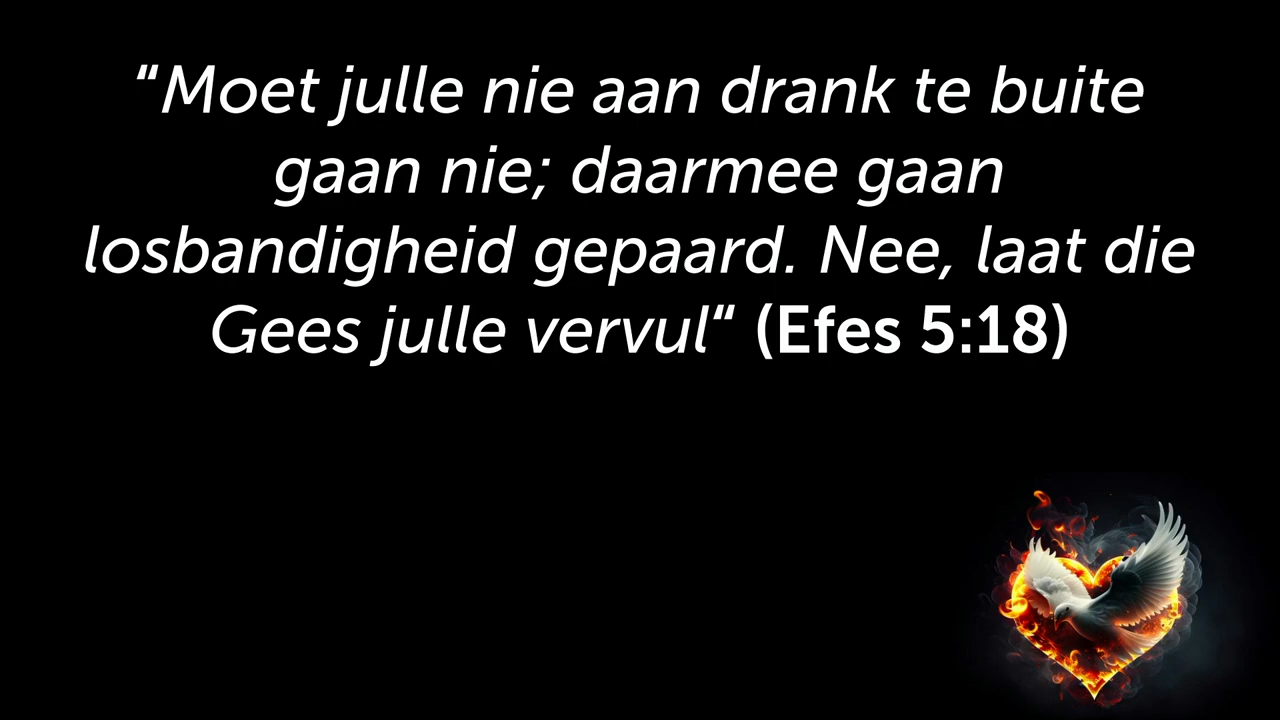 “Moet julle nie aan drank te buite
gaan nie; daarmee gaan
losbandigheid gepaard. Nee, laat die
Gees julle vervul“ (Efes 5:18)